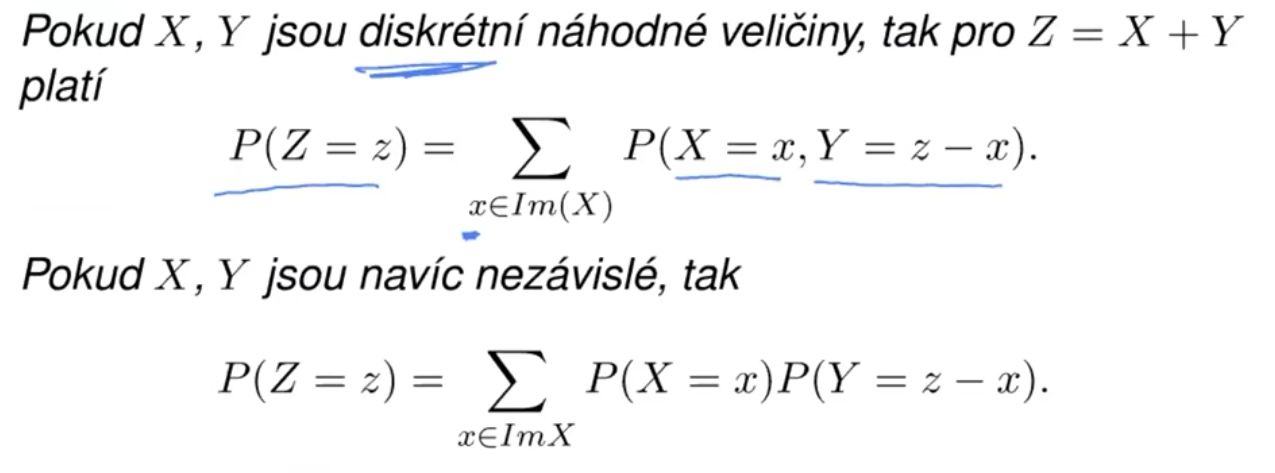 Pokud X, Y jsou diskrétní náhodné veličiny, tak pro Z = X + Y
platí
P(Z = z) = ∑ P(X = x, Y = z − x).
x∈Im(X)
Pokud X, Y jsou navíc nezávislé, tak
P(Z = z) = ∑ P(X = x)P(Y = z − x).
x∈ImX